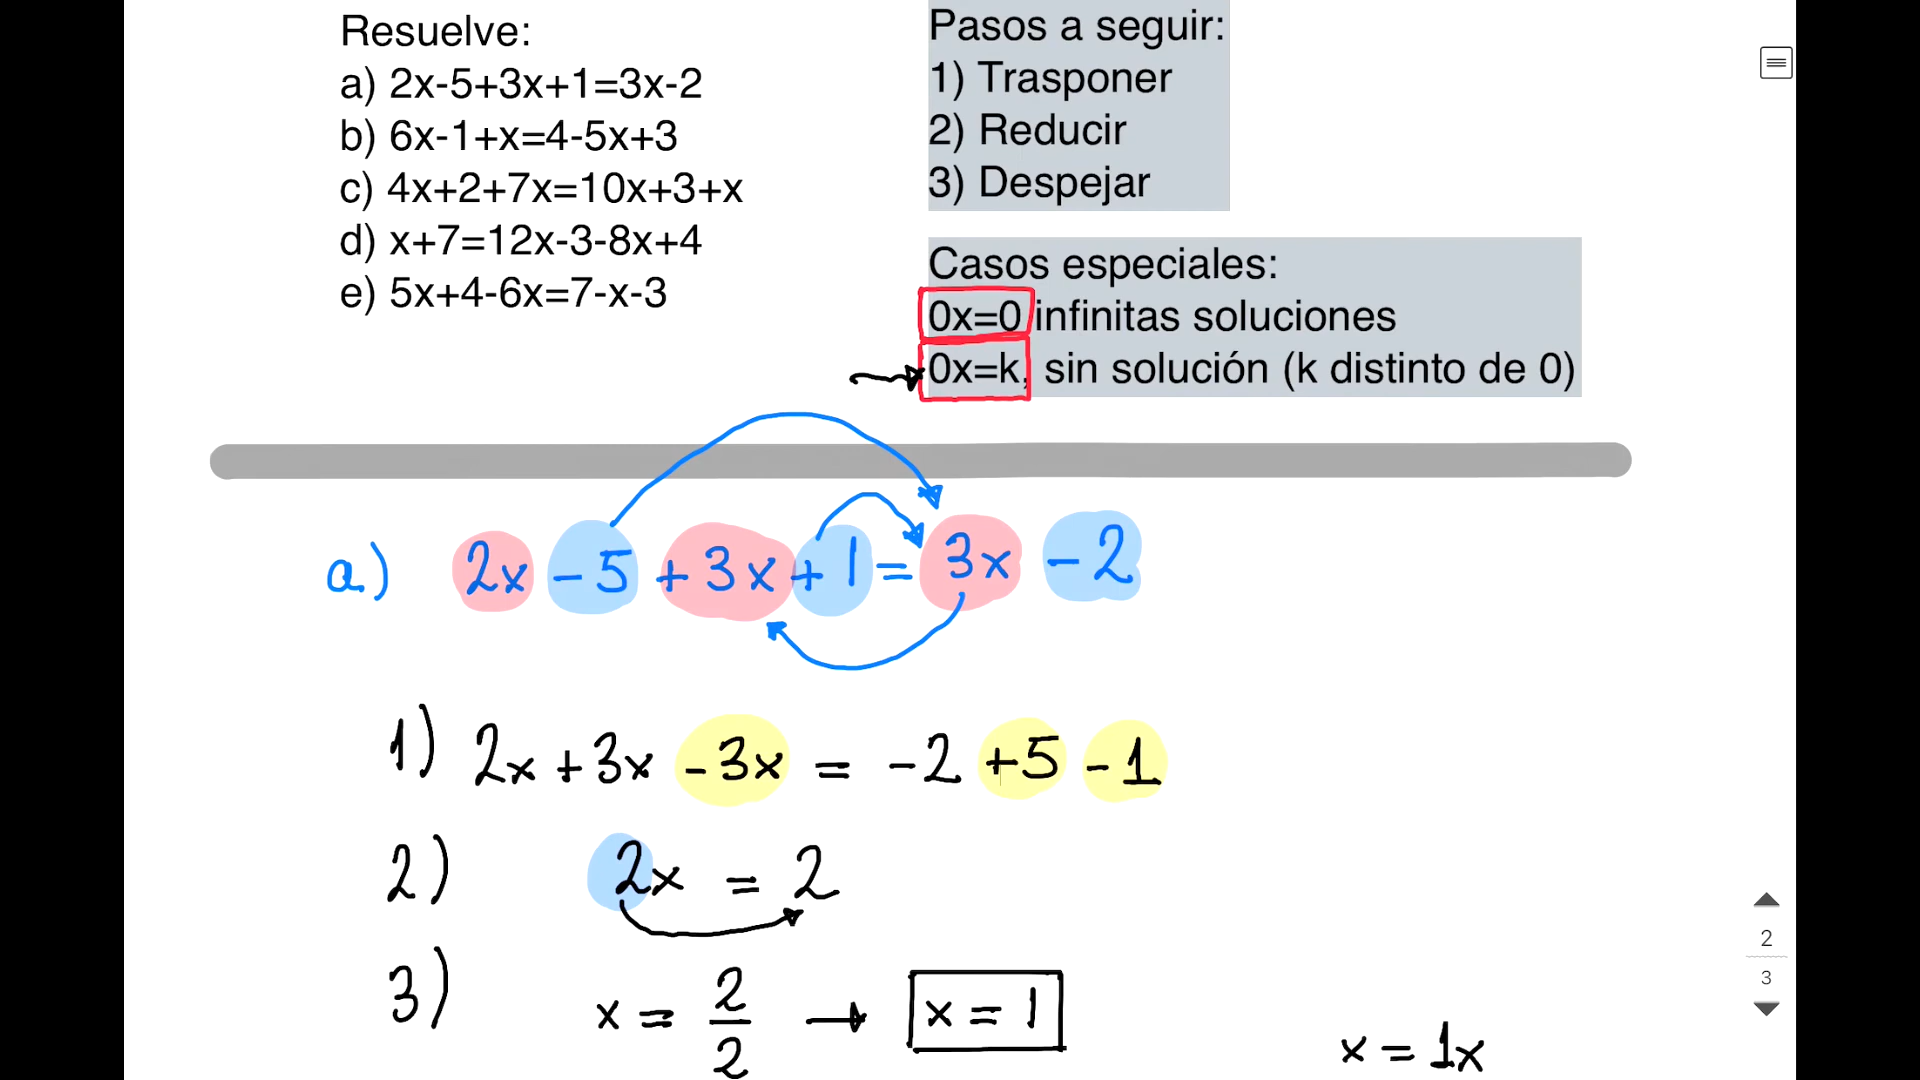 Resuelve:
a) 2x-5+3x+1=3x-2
b) 6x-1+x=4-5x+3
c) 4x+2+7x=10x+3+x
d) x+7=12x-3-8x+4
e) 5x+4-6x=7-x-3
Pasos a seguir:
1) Trasponer
2) Reducir
3) Despejar
Casos especiales:
0x=0 infinitas soluciones
0x=k, sin solución (k distinto de 0)
a) 2x - 5 + 3x + 1 = 3x - 2
1) 2x + 3x - 3x = -2 + 5 - 1
2) 2x = 2
3) x = 2/2 → x = 1
x = 1x
2
3